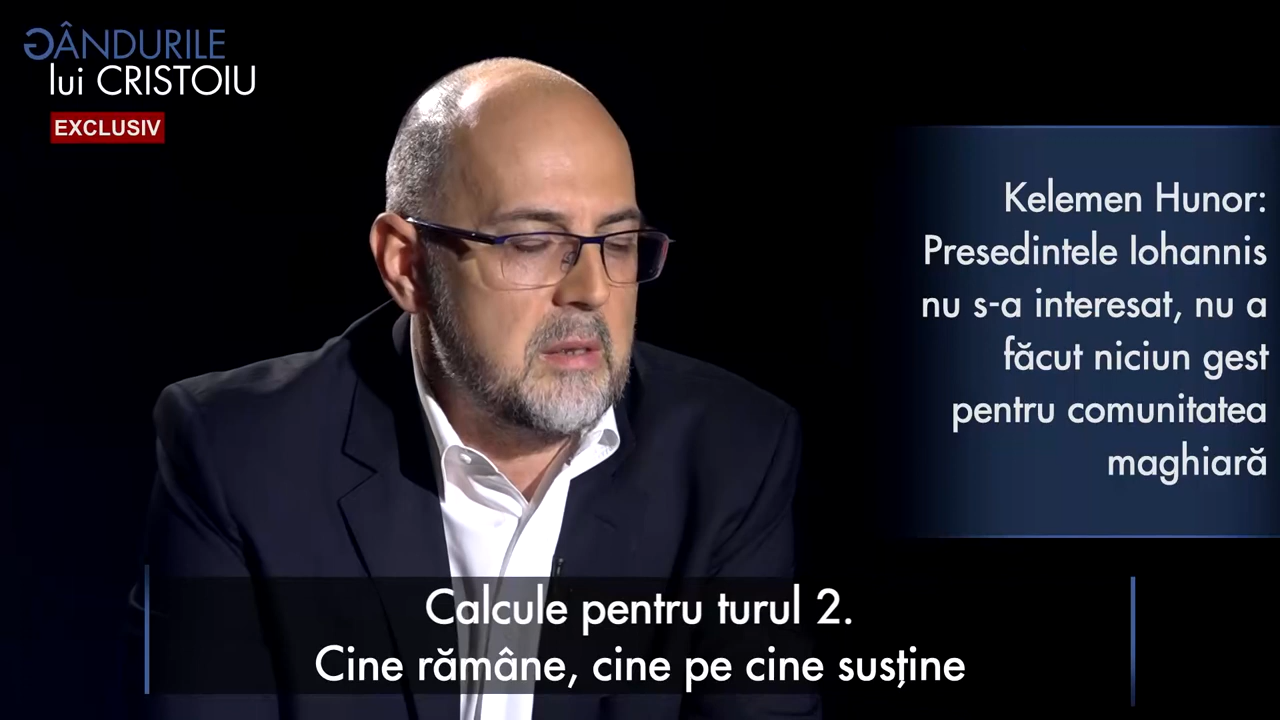 GÂNDURILE
lui CRISTOIU
EXCLUSIV
Kelemen Hunor:
Presedintele Iohannis
nu s-a interesat, nu a
făcut niciun gest
pentru comunitatea
maghiară
Calcule pentru turul 2.
Cine rămâne, cine pe cine susține